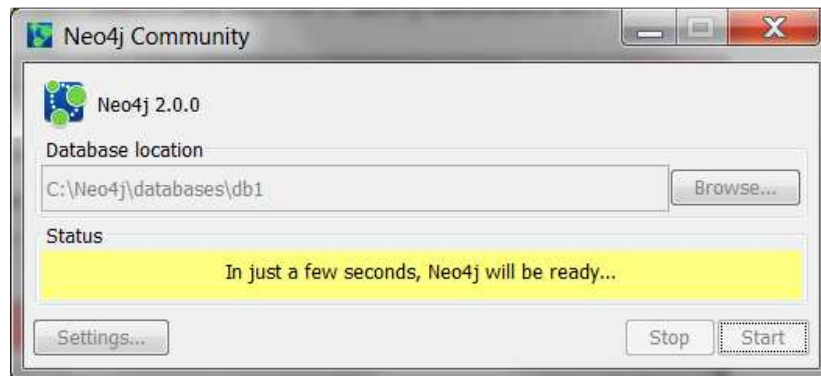 Neo4j Community
Neo4j 2.0.0
Database location
C:\Neo4j\databases\db1
Browse...
Status
In just a few seconds, Neo4j will be ready...
Settings...
Stop
Start